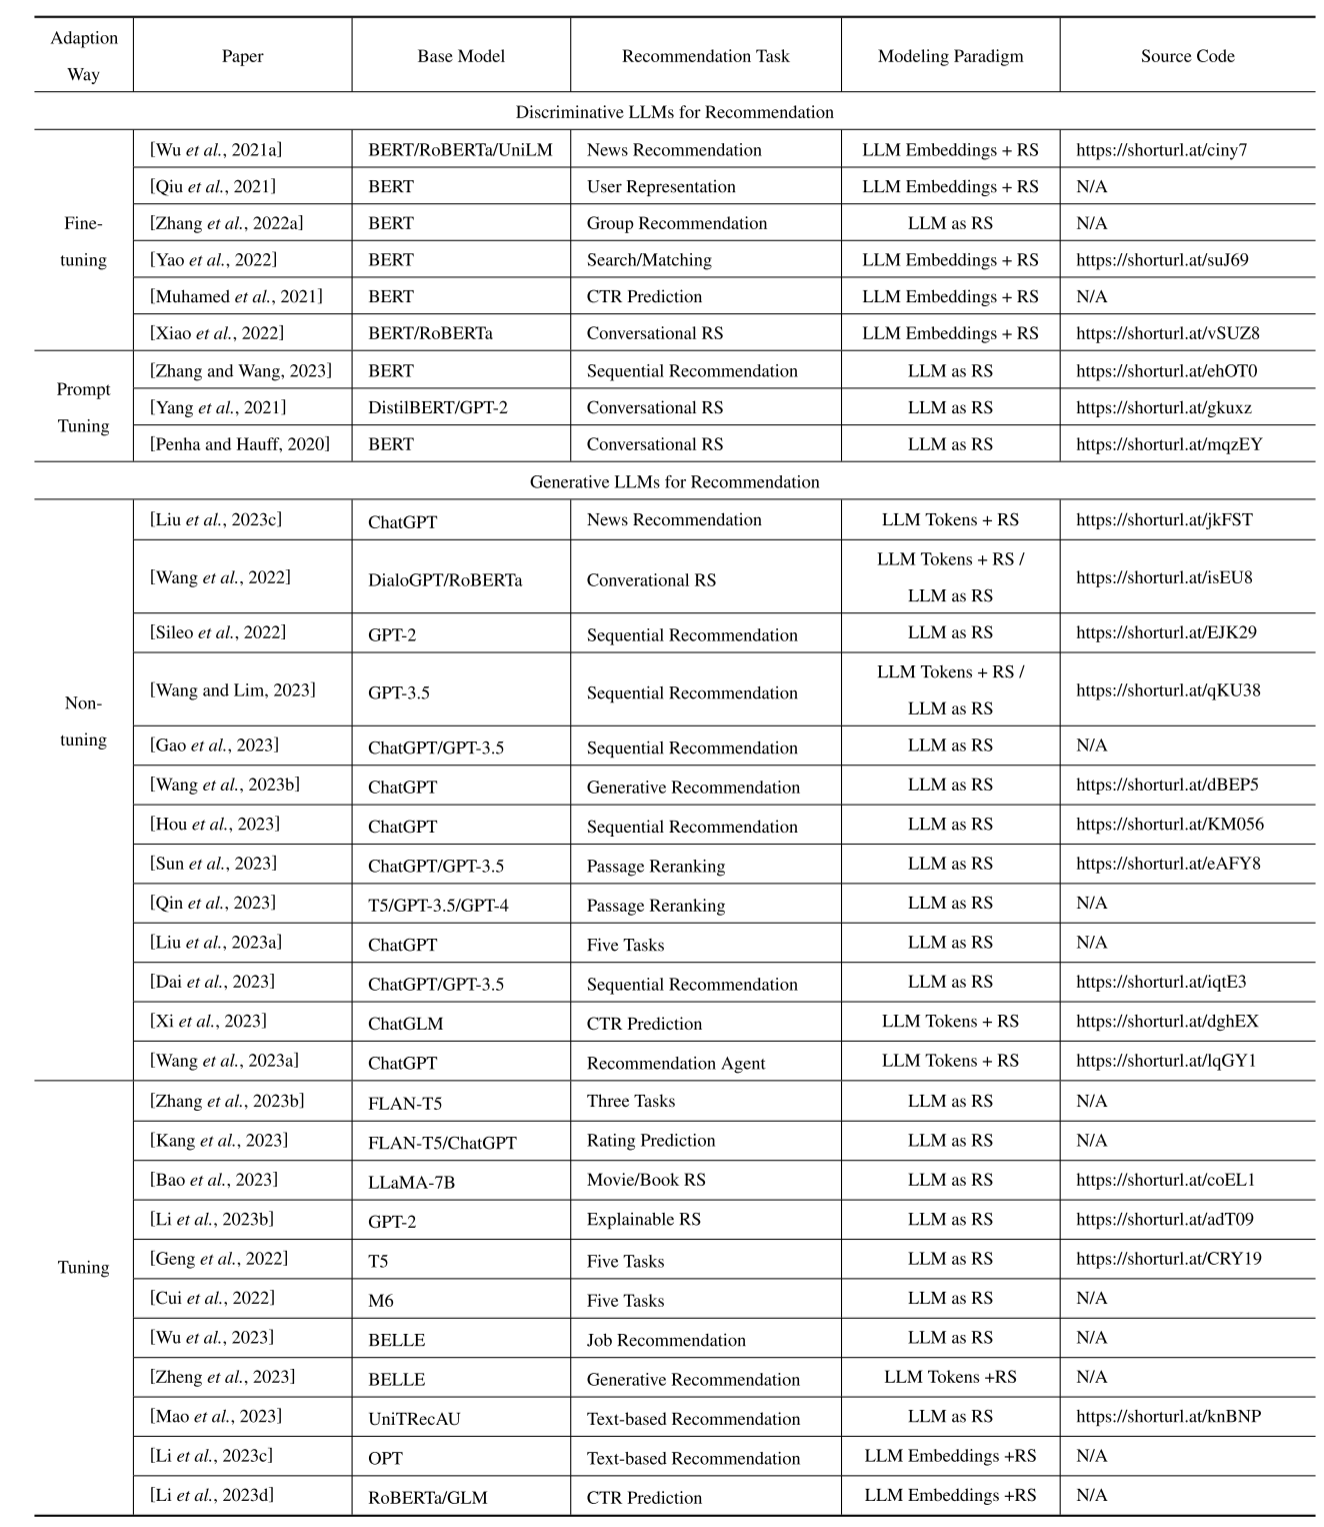 Adaption
Way
Paper
Base Model
Recommendation Task
Modeling Paradigm
Source Code
Discriminative LLMs for Recommendation
Fine-
tuning
[Wu et al., 2021a] BERT/RoBERTa/UniLM News Recommendation LLM Embeddings + RS https://shorturl.at/ciny7
[Qiu et al., 2021] BERT User Representation LLM Embeddings + RS N/A
[Zhang et al., 2022a] BERT Group Recommendation LLM as RS N/A
[Yao et al., 2022] BERT Search/Matching LLM Embeddings + RS https://shorturl.at/suJ69
[Muhamed et al., 2021] BERT CTR Prediction LLM Embeddings + RS N/A
[Xiao et al., 2022] BERT/RoBERTa Conversational RS LLM Embeddings + RS https://shorturl.at/vSUZ8
Prompt
Tuning
[Zhang and Wang, 2023] BERT Sequential Recommendation LLM as RS https://shorturl.at/ehOT0
[Yang et al., 2021] DistilBERT/GPT-2 Conversational RS LLM as RS https://shorturl.at/gkuxz
[Penha and Hauff, 2020] BERT Conversational RS LLM as RS https://shorturl.at/mqzEY
Generative LLMs for Recommendation
Non-
tuning
[Liu et al., 2023c] ChatGPT News Recommendation LLM Tokens + RS https://shorturl.at/jkFST
[Wang et al., 2022] DialoGPT/RoBERTa Converational RS LLM Tokens + RS /
LLM as RS
https://shorturl.at/isEU8
[Sileo et al., 2022] GPT-2 Sequential Recommendation LLM as RS https://shorturl.at/EJK29
[Wang and Lim, 2023] GPT-3.5 Sequential Recommendation LLM Tokens + RS /
LLM as RS
https://shorturl.at/qKU38
[Gao et al., 2023] ChatGPT/GPT-3.5 Sequential Recommendation LLM as RS N/A
[Wang et al., 2023b] ChatGPT Generative Recommendation LLM as RS https://shorturl.at/dBEP5
[Hou et al., 2023] ChatGPT Sequential Recommendation LLM as RS https://shorturl.at/KM056
[Sun et al., 2023] ChatGPT/GPT-3.5 Passage Reranking LLM as RS https://shorturl.at/eAFY8
[Qin et al., 2023] T5/GPT-3.5/GPT-4 Passage Reranking LLM as RS N/A
[Liu et al., 2023a] ChatGPT Five Tasks LLM as RS N/A
[Dai et al., 2023] ChatGPT/GPT-3.5 Sequential Recommendation LLM as RS https://shorturl.at/iqtE3
[Xi et al., 2023] ChatGLM CTR Prediction LLM Tokens + RS https://shorturl.at/dghEX
[Wang et al., 2023a] ChatGPT Recommendation Agent LLM Tokens + RS https://shorturl.at/lqGY1
Tuning
[Zhang et al., 2023b] FLAN-T5 Three Tasks LLM as RS N/A
[Kang et al., 2023] FLAN-T5/ChatGPT Rating Prediction LLM as RS N/A
[Bao et al., 2023] LLaMA-7B Movie/Book RS LLM as RS https://shorturl.at/coEL1
[Li et al., 2023b] GPT-2 Explainable RS LLM as RS https://shorturl.at/adT09
[Geng et al., 2022] T5 Five Tasks LLM as RS https://shorturl.at/CRY19
[Cui et al., 2022] M6 Five Tasks LLM as RS N/A
[Wu et al., 2023] BELLE Job Recommendation LLM as RS N/A
[Zheng et al., 2023] BELLE Generative Recommendation LLM Tokens +RS N/A
[Mao et al., 2023] UniTRecAU Text-based Recommendation LLM as RS https://shorturl.at/knBNP
[Li et al., 2023c] OPT Text-based Recommendation LLM Embeddings +RS N/A
[Li et al., 2023d] RoBERTa/GLM CTR Prediction LLM Embeddings +RS N/A